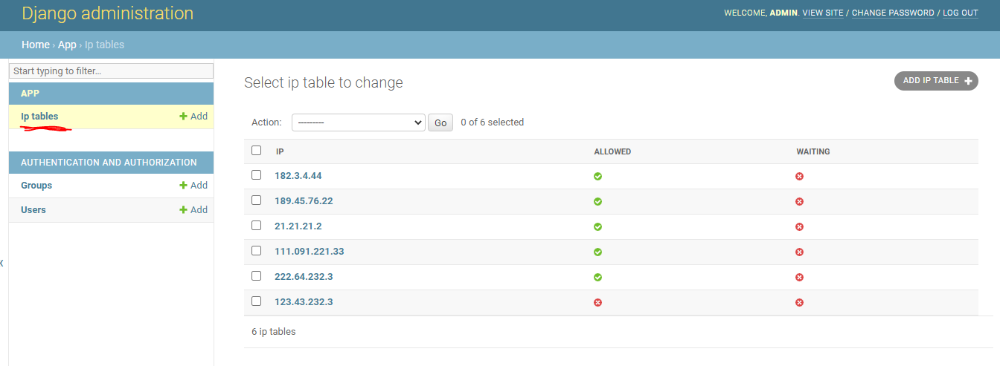 Django administration
WELCOME, ADMIN. VIEW SITE / CHANGE PASSWORD / LOG OUT
Home › App › Ip tables
Start typing to filter...
APP
Ip tables
+ Add
AUTHENTICATION AND AUTHORIZATION
Groups
+ Add
Users
+ Add
Select ip table to change
ADD IP TABLE +
Action: --------- Go 0 of 6 selected
IP ALLOWED WAITING
182.3.4.44
189.45.76.22
21.21.21.2
111.091.221.33
222.64.232.3
123.43.232.3
6 ip tables